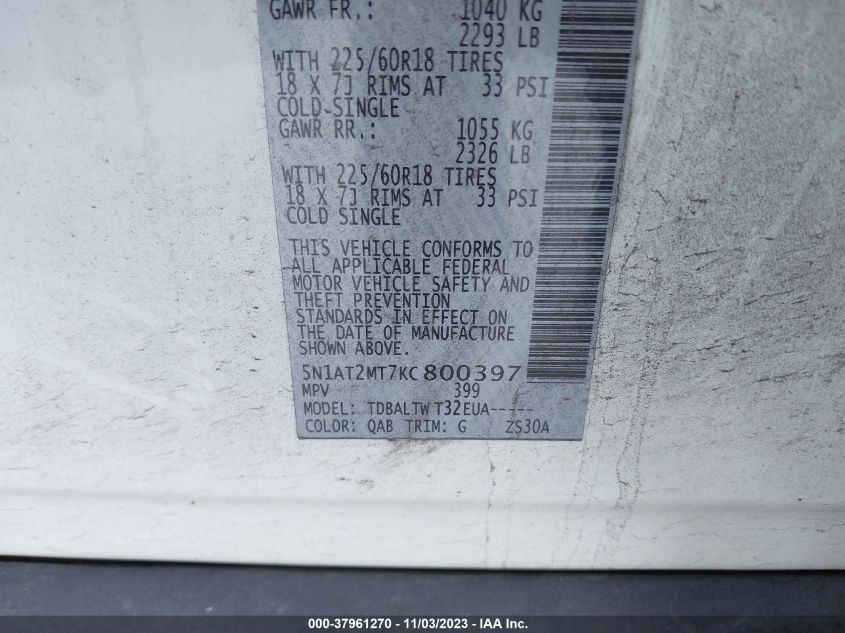 GAWR FR.: 1040 KG
2293 LB
WITH 225/60R18 TIRES
18 X 7J RIMS AT 33 PSI
COLD SINGLE
GAWR RR.: 1055 KG
2326 LB
WITH 225/60R18 TIRES
18 X 7J RIMS AT 33 PSI
COLD SINGLE
THIS VEHICLE CONFORMS TO
ALL APPLICABLE FEDERAL
MOTOR VEHICLE SAFETY AND
THEFT PREVENTION
STANDARDS IN EFFECT ON
THE DATE OF MANUFACTURE
SHOWN ABOVE.
5N1AT2MT7KC800397
MPV 399
MODEL: TDBALTW T32EUA-----
COLOR: QAB TRIM: G ZS30A
000-37961270 - 11/03/2023 - IAA Inc.